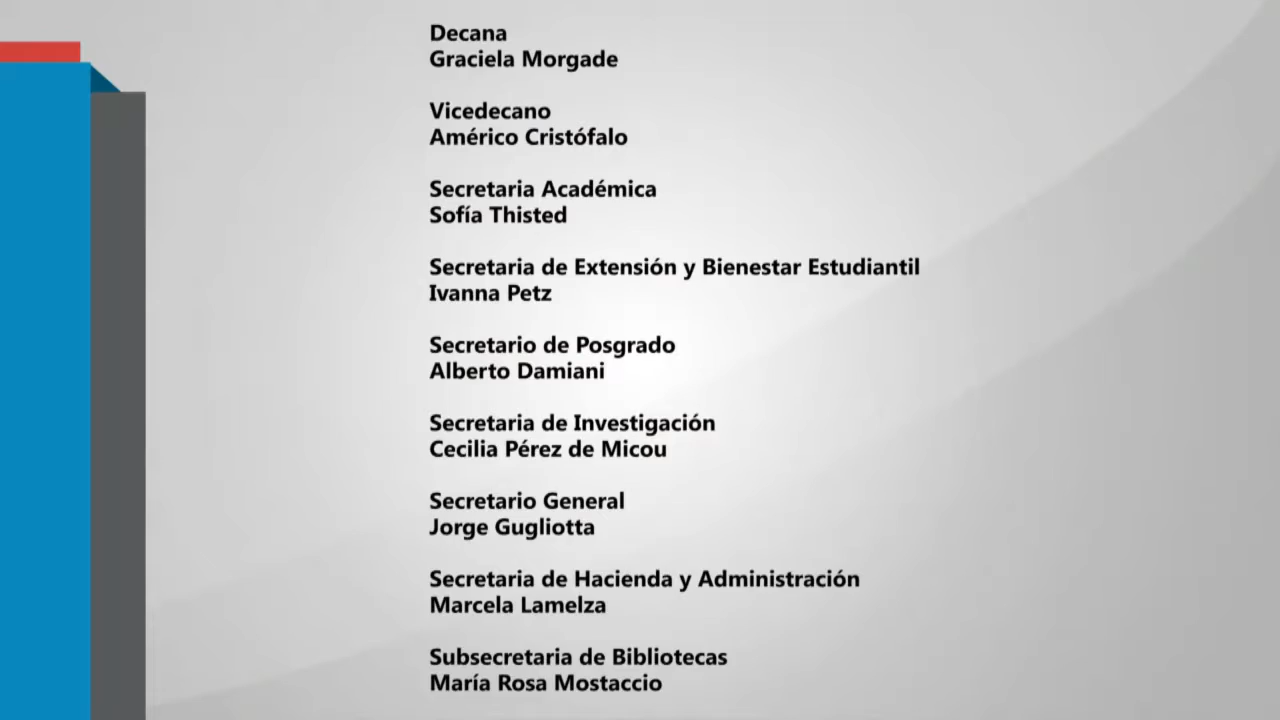 Decana
Graciela Morgade
Vicedecano
Américo Cristófalo
Secretaria Académica
Sofía Thisted
Secretaria de Extensión y Bienestar Estudiantil
Ivanna Petz
Secretario de Posgrado
Alberto Damiani
Secretaria de Investigación
Cecilia Pérez de Micou
Secretario General
Jorge Gugliotta
Secretaria de Hacienda y Administración
Marcela Lamelza
Subsecretaria de Bibliotecas
María Rosa Mostaccio